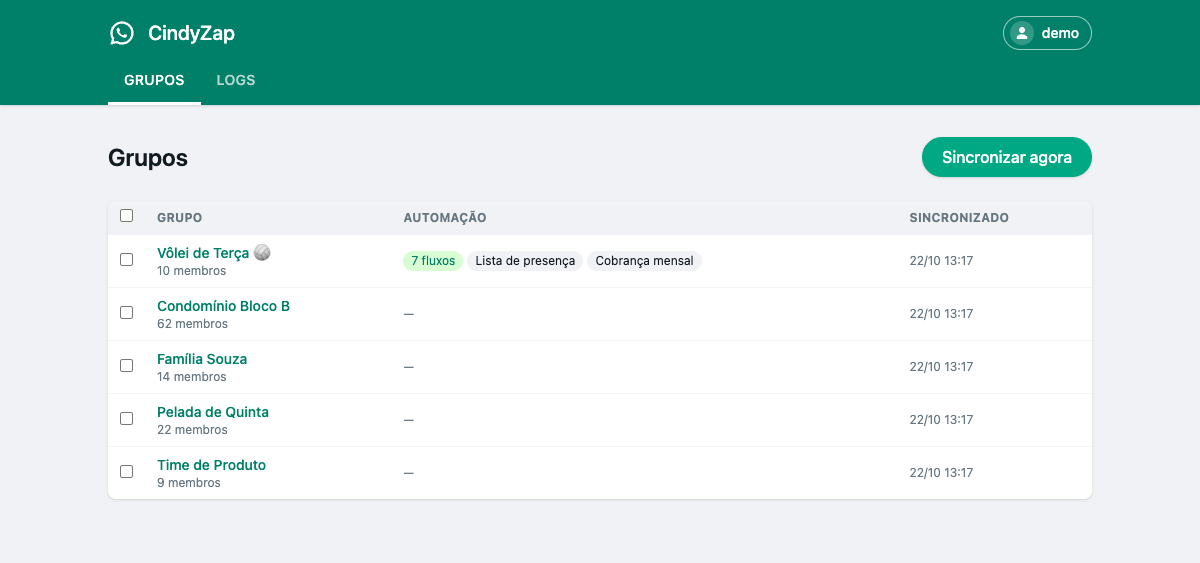 CindyZap
demo
GRUPOS LOGS
Grupos
Sincronizar agora
GRUPO AUTOMAÇÃO SINCRONIZADO
Vôlei de Terça 🏐
10 membros
7 fluxos Lista de presença Cobrança mensal
22/10 13:17
Condomínio Bloco B
62 membros
—
22/10 13:17
Família Souza
14 membros
—
22/10 13:17
Pelada de Quinta
22 membros
—
22/10 13:17
Time de Produto
9 membros
—
22/10 13:17